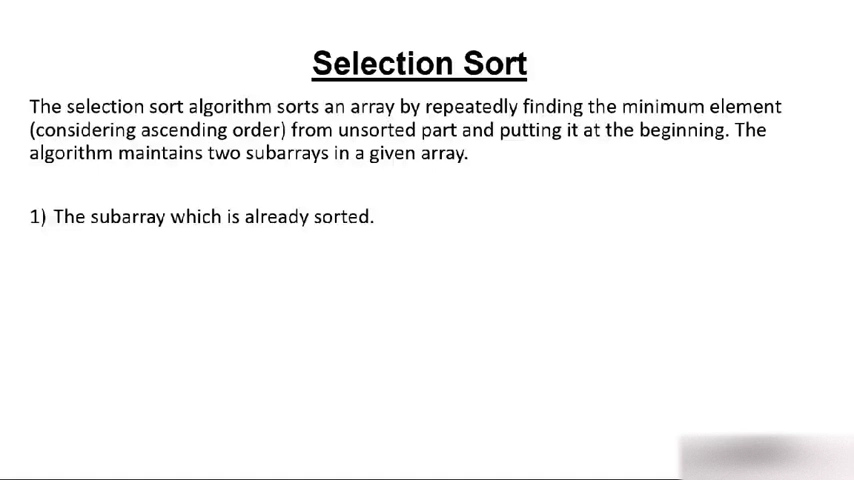 Selection Sort
The selection sort algorithm sorts an array by repeatedly finding the minimum element
(considering ascending order) from unsorted part and putting it at the beginning. The
algorithm maintains two subarrays in a given array.
1) The subarray which is already sorted.